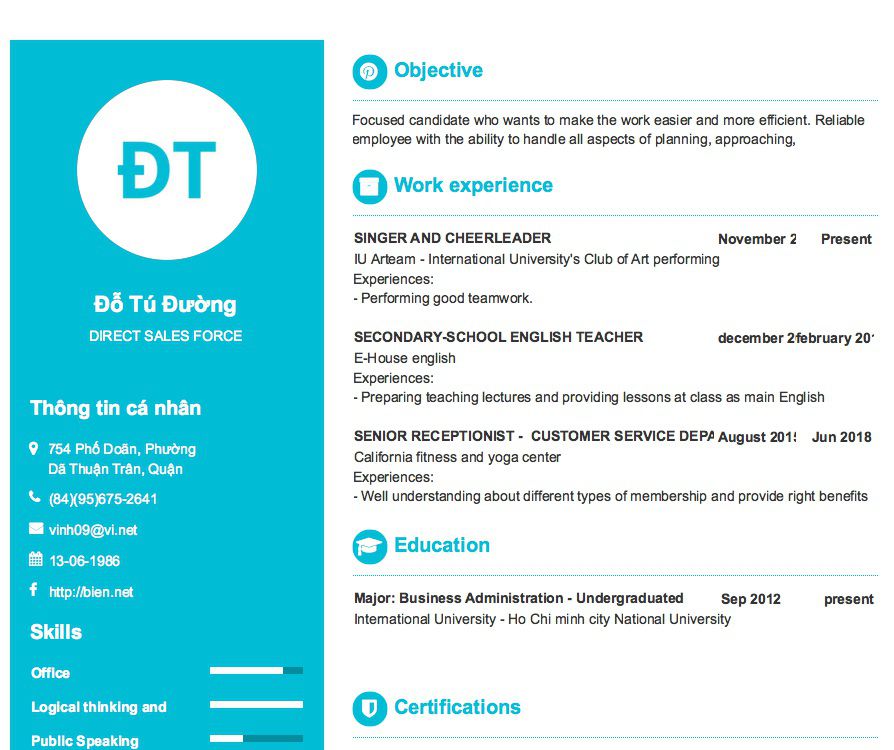 ĐT
Đỗ Tú Đường
DIRECT SALES FORCE
Thông tin cá nhân
754 Phố Doãn, Phường
Dã Thuận Trân, Quận
(84)(95)675-2641
vinh09@vi.net
13-06-1986
http://bien.net
Skills
Office
Logical thinking and
Public Speaking
Objective
Focused candidate who wants to make the work easier and more efficient. Reliable
employee with the ability to handle all aspects of planning, approaching,
Work experience
SINGER AND CHEERLEADER November 2 Present
IU Arteam - International University's Club of Art performing
Experiences:
- Performing good teamwork.
SECONDARY-SCHOOL ENGLISH TEACHER december 2 february 201
E-House english
Experiences:
- Preparing teaching lectures and providing lessons at class as main English
SENIOR RECEPTIONIST - CUSTOMER SERVICE DEPA August 2015 Jun 2018
California fitness and yoga center
Experiences:
- Well understanding about different types of membership and provide right benefits
Education
Major: Business Administration - Undergraduated Sep 2012 present
International University - Ho Chi minh city National University
Certifications